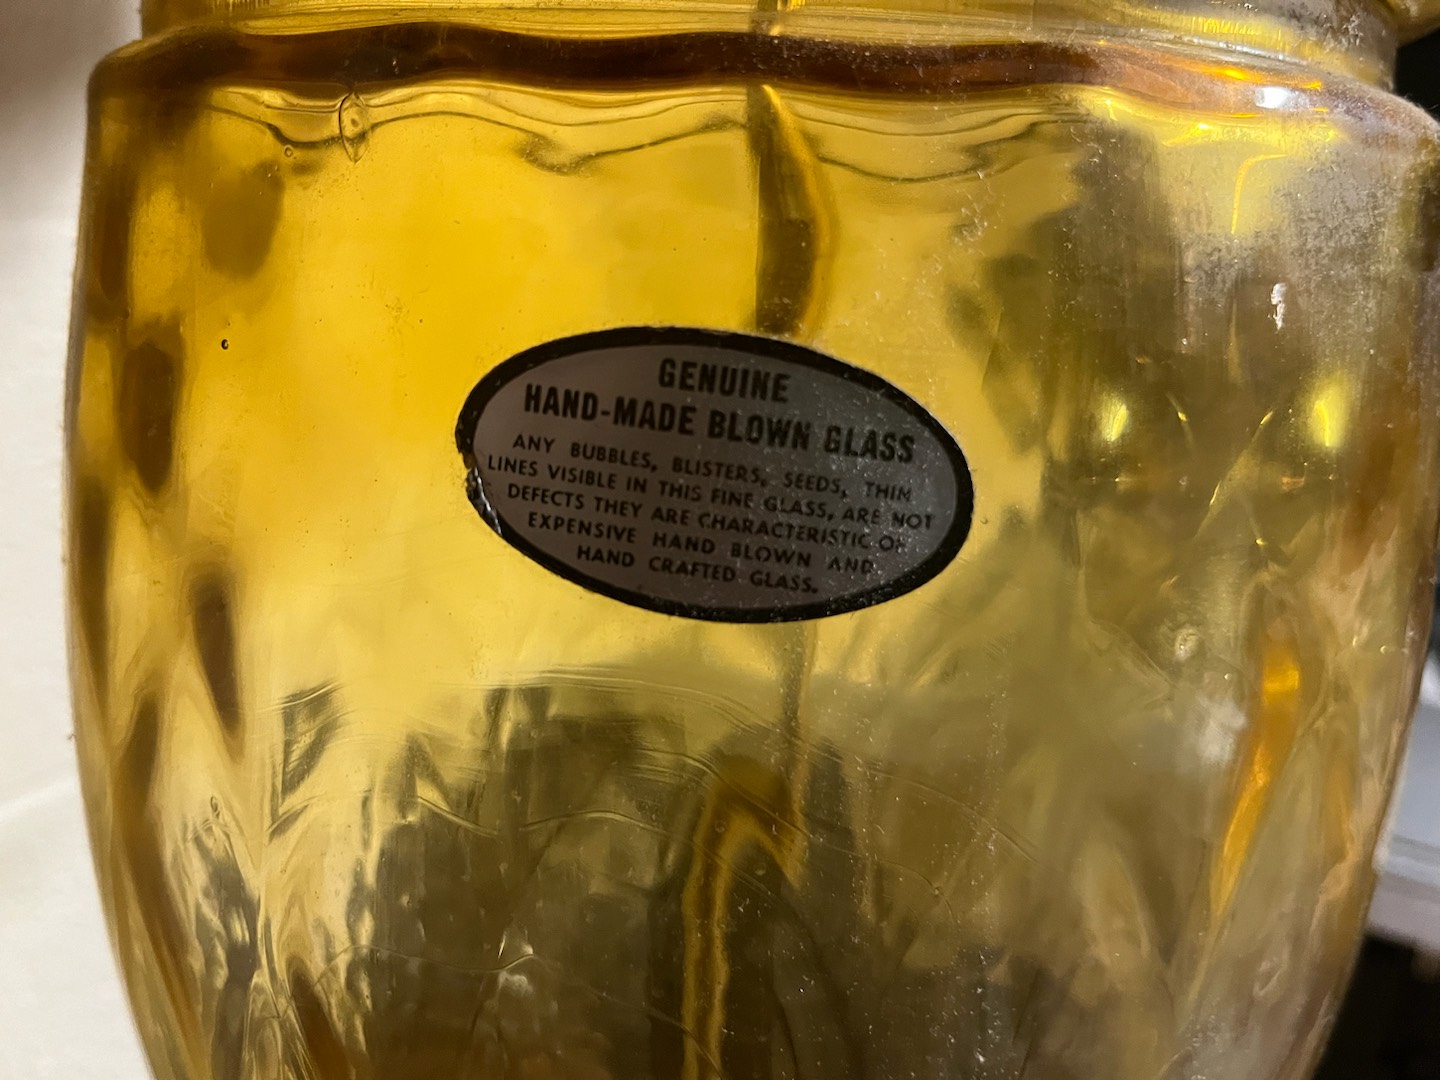 GENUINE
HAND-MADE BLOWN GLASS
ANY BUBBLES, BLISTERS, SEEDS, THIN
LINES VISIBLE IN THIS FINE GLASS, ARE NOT
DEFECTS THEY ARE CHARACTERISTIC OF
EXPENSIVE HAND BLOWN AND
HAND CRAFTED GLASS.